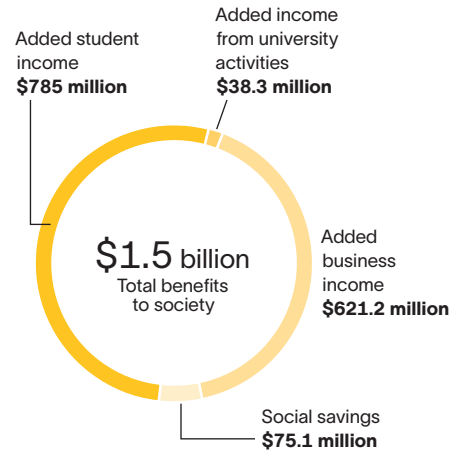 Added student
income
$785 million
Added income
from university
activities
$38.3 million
$1.5 billion
Total benefits
to society
Added
business
income
$621.2 million
Social savings
$75.1 million